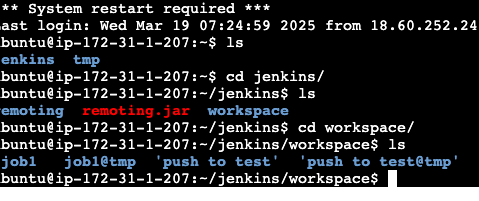 ** System restart required ***
ast login: Wed Mar 19 07:24:59 2025 from 18.60.252.24
buntu@ip-172-31-1-207:~$ ls
enkins  tmp
buntu@ip-172-31-1-207:~$ cd jenkins/
buntu@ip-172-31-1-207:~/jenkins$ ls
emoting  remoting.jar  workspace
buntu@ip-172-31-1-207:~/jenkins$ cd workspace/
buntu@ip-172-31-1-207:~/jenkins/workspace$ ls
job1   job1@tmp  'push to test'  'push to test@tmp'
buntu@ip-172-31-1-207:~/jenkins/workspace$